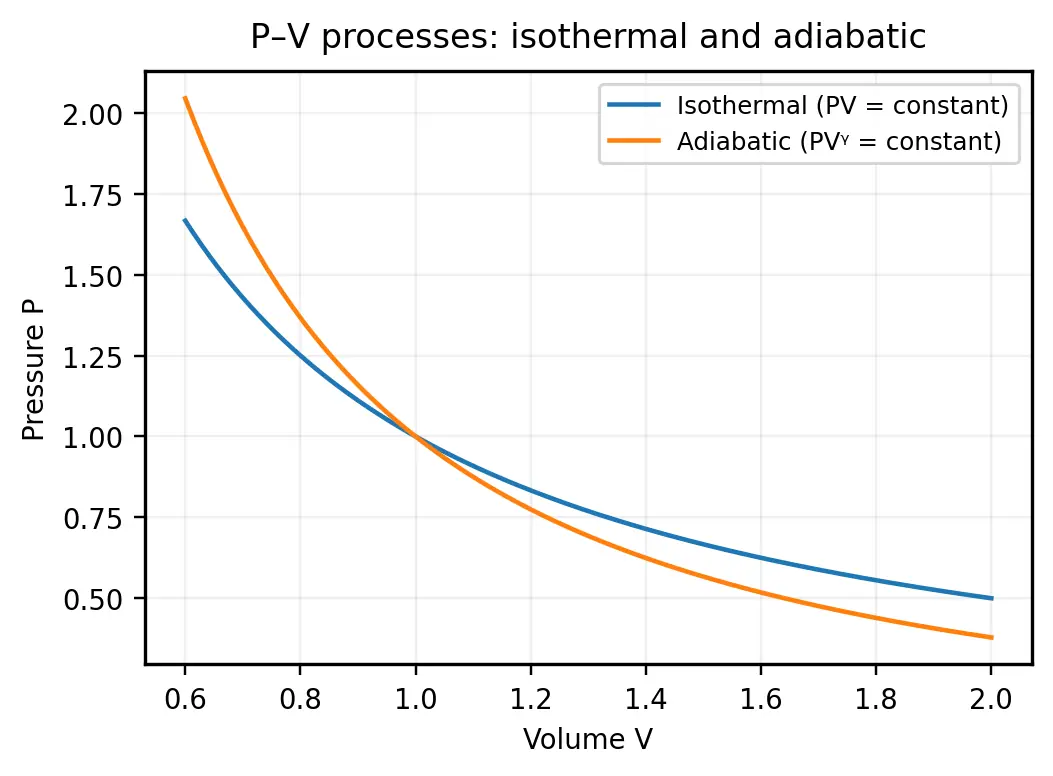 P–V processes: isothermal and adiabatic
Isothermal (PV = constant)
Adiabatic (PVᵞ = constant)
Pressure P
2.00
1.75
1.50
1.25
1.00
0.75
0.50
0.6 0.8 1.0 1.2 1.4 1.6 1.8 2.0
Volume V